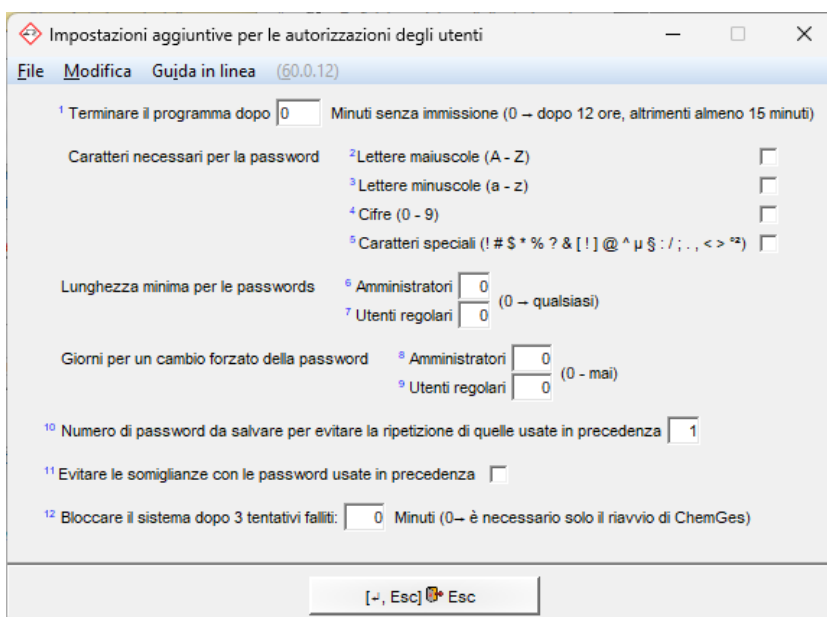 Impostazioni aggiuntive per le autorizzazioni degli utenti
File Modifica Guida in linea (60.0.12)
1 Terminare il programma dopo 0 Minuti senza immissione (0 → dopo 12 ore, altrimenti almeno 15 minuti)
Caratteri necessari per la password 2 Lettere maiuscole (A - Z)
3 Lettere minuscole (a - z)
4 Cifre (0 - 9)
5 Caratteri speciali (! # $ * % ? & [ ! ] @ ^ µ § : / ; . , < > °²)
Lunghezza minima per le passwords 6 Amministratori 0 (0 → qualsiasi)
7 Utenti regolari 0
Giorni per un cambio forzato della password 8 Amministratori 0 (0 - mai)
9 Utenti regolari 0
10 Numero di password da salvare per evitare la ripetizione di quelle usate in precedenza 1
11 Evitare le somiglianze con le password usate in precedenza
12 Bloccare il sistema dopo 3 tentativi falliti: 0 Minuti (0→ è necessario solo il riavvio di ChemGes)
[↵, Esc] Esc